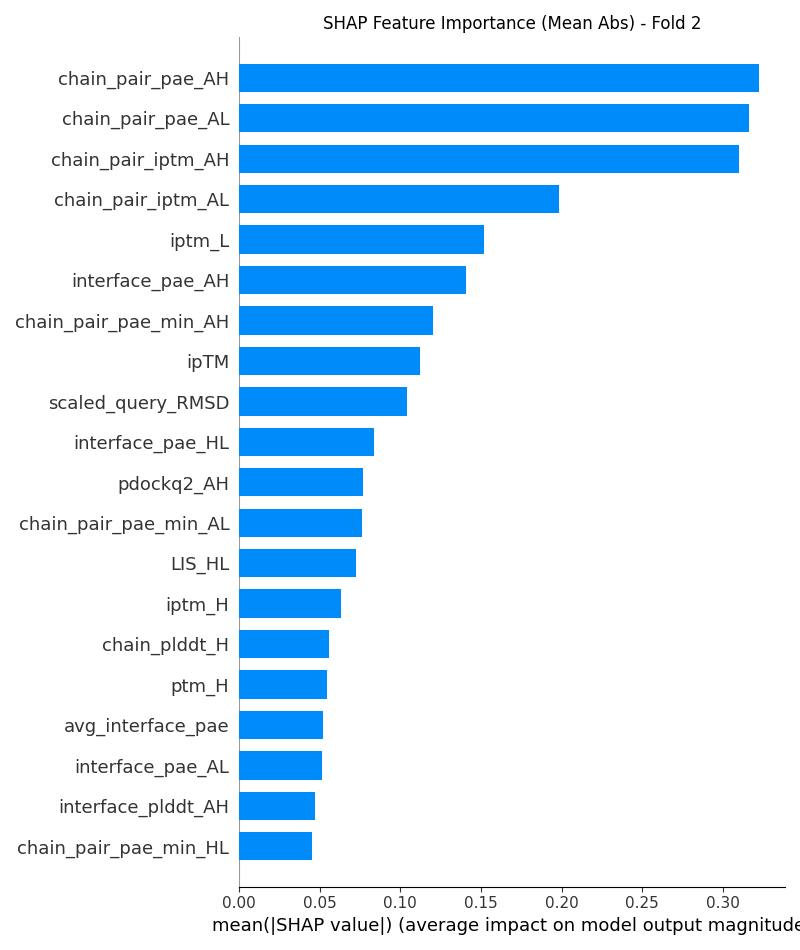 SHAP Feature Importance (Mean Abs) - Fold 2
chain_pair_pae_AH
chain_pair_pae_AL
chain_pair_iptm_AH
chain_pair_iptm_AL
iptm_L
interface_pae_AH
chain_pair_pae_min_AH
ipTM
scaled_query_RMSD
interface_pae_HL
pdockq2_AH
chain_pair_pae_min_AL
LIS_HL
iptm_H
chain_plddt_H
ptm_H
avg_interface_pae
interface_pae_AL
interface_plddt_AH
chain_pair_pae_min_HL
0.00 0.05 0.10 0.15 0.20 0.25 0.30
mean(|SHAP value|) (average impact on model output magnitude